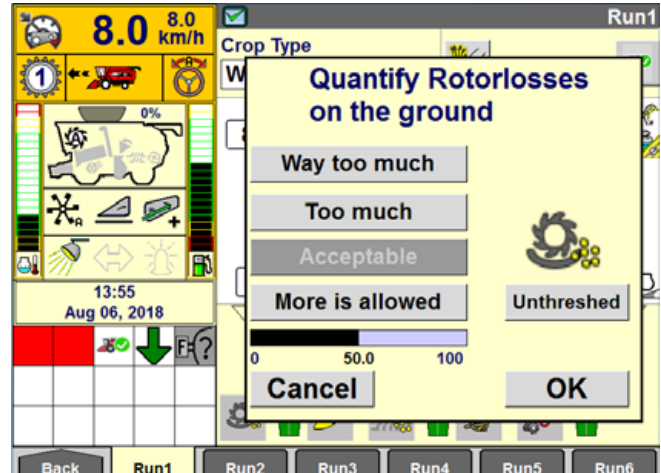 8.0
8.0
km/h
Run1
Crop Type
W
1
0%
A
A
13:55
Aug 06, 2018
F
?
Quantify Rotorlosses
on the ground
Way too much
Too much
Acceptable
More is allowed
Unthreshed
0 50.0 100
Cancel OK
Back Run1 Run2 Run3 Run4 Run5 Run6